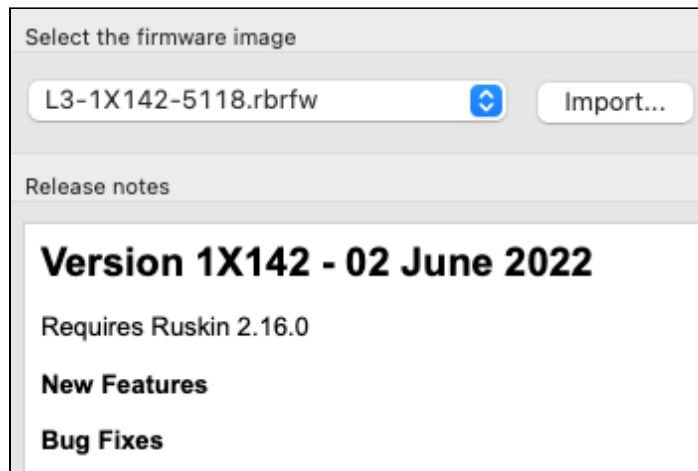 Select the firmware image
L3-1X142-5118.rbrfw
Import...
Release notes
Version 1X142 - 02 June 2022
Requires Ruskin 2.16.0
New Features
Bug Fixes